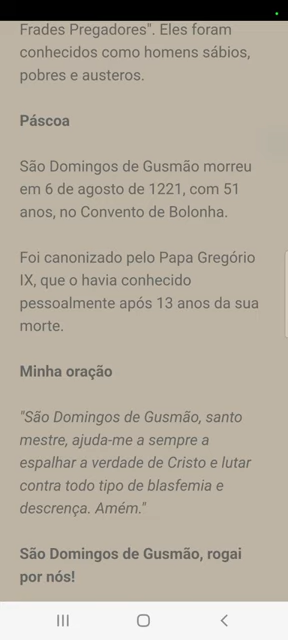 Frades Pregadores". Eles foram
conhecidos como homens sábios,
pobres e austeros.
Páscoa
São Domingos de Gusmão morreu
em 6 de agosto de 1221, com 51
anos, no Convento de Bolonha.
Foi canonizado pelo Papa Gregório
IX, que o havia conhecido
pessoalmente após 13 anos da sua
morte.
Minha oração
"São Domingos de Gusmão, santo
mestre, ajuda-me a sempre a
espalhar a verdade de Cristo e lutar
contra todo tipo de blasfemia e
descrença. Amém."
São Domingos de Gusmão, rogai
por nós!